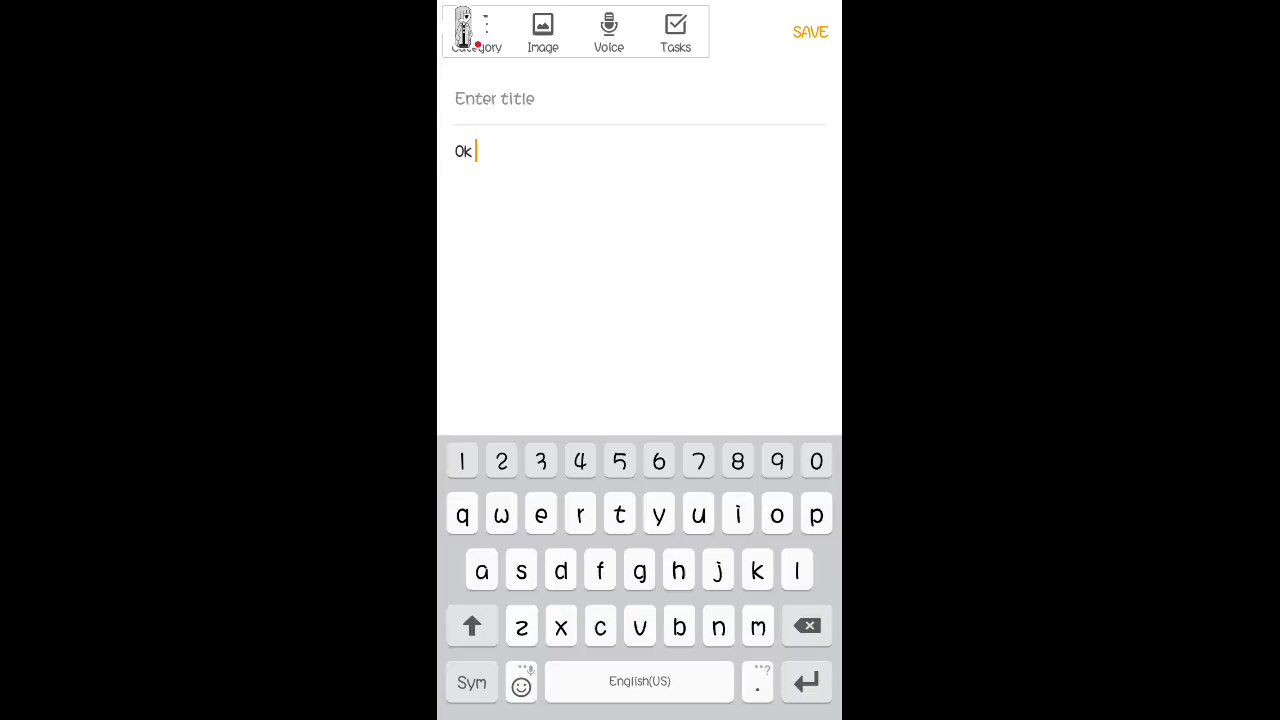 Category Image Voice Tasks
SAVE
Enter title
Ok
1 2 3 4 5 6 7 8 9 0
q w e r t y u i o p
a s d f g h j k l
z x c v b n m
Sym English(US) . ?